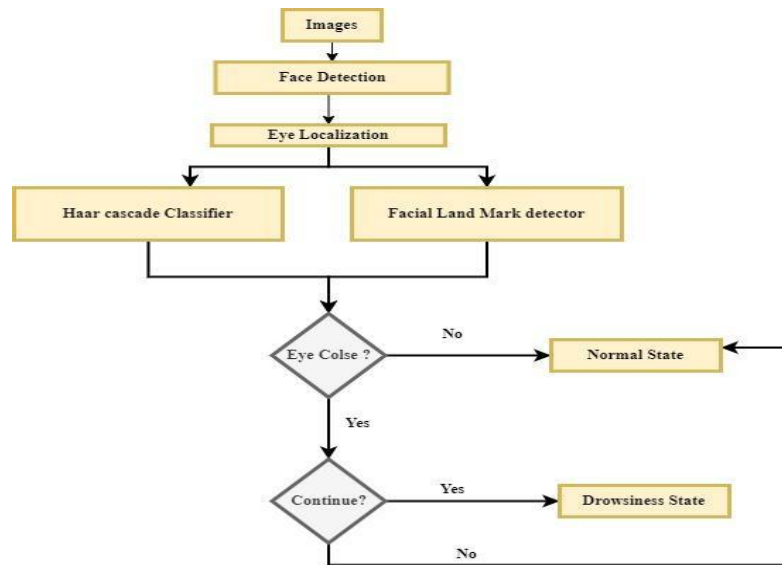 Images
Face Detection
Eye Localization
Haar cascade Classifier
Facial Land Mark detector
Eye Colse ?
No
Normal State
Yes
Continue?
Yes
Drowsiness State
No